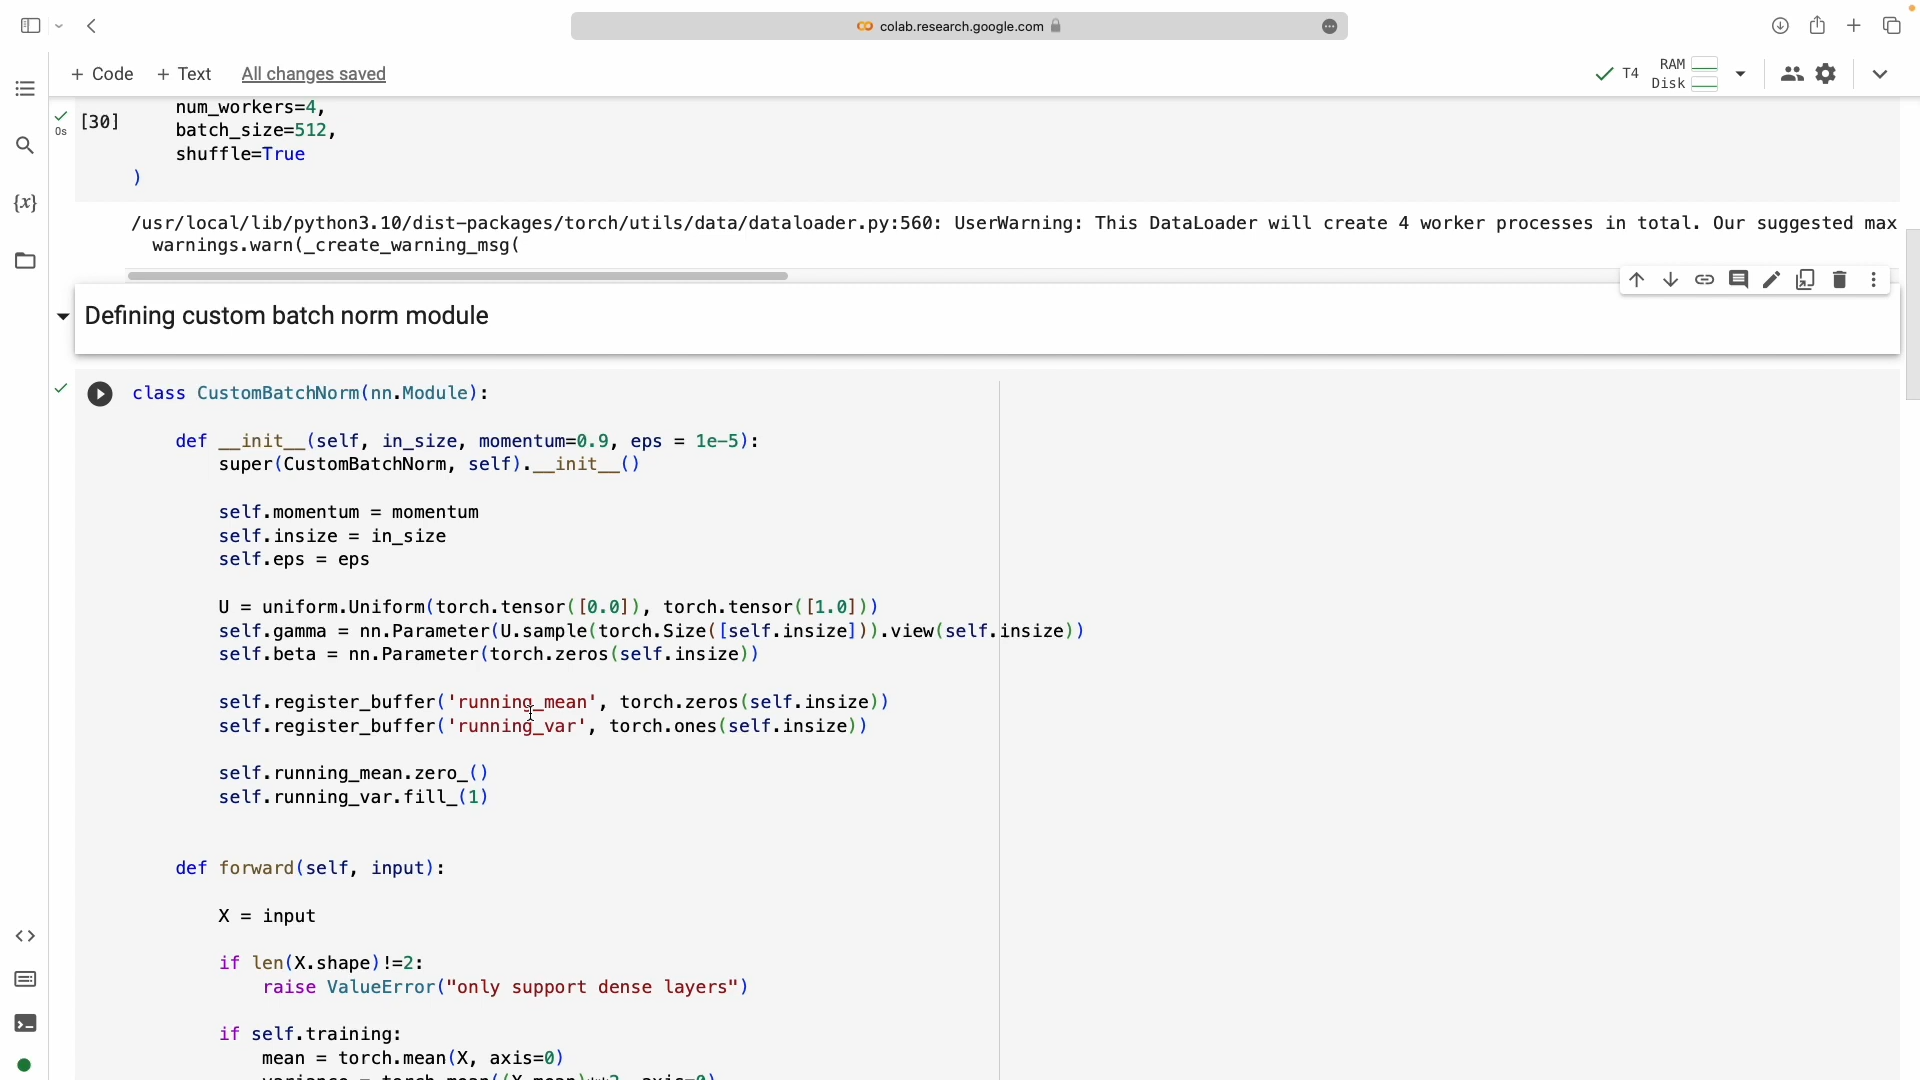 colab.research.google.com
+ Code + Text All changes saved
T4 RAM
Disk
{x}
0s [30] num_workers=4,
batch_size=512,
shuffle=True
)
/usr/local/lib/python3.10/dist-packages/torch/utils/data/dataloader.py:560: UserWarning: This DataLoader will create 4 worker processes in total. Our suggested max
warnings.warn(_create_warning_msg(
Defining custom batch norm module
class CustomBatchNorm(nn.Module):
def __init__(self, in_size, momentum=0.9, eps = 1e-5):
super(CustomBatchNorm, self).__init__()
self.momentum = momentum
self.insize = in_size
self.eps = eps
U = uniform.Uniform(torch.tensor([0.0]), torch.tensor([1.0]))
self.gamma = nn.Parameter(U.sample(torch.Size([self.insize])).view(self.insize))
self.beta = nn.Parameter(torch.zeros(self.insize))
self.register_buffer('running_mean', torch.zeros(self.insize))
self.register_buffer('running_var', torch.ones(self.insize))
self.running_mean.zero_()
self.running_var.fill_(1)
def forward(self, input):
X = input
if len(X.shape)!=2:
raise ValueError("only support dense layers")
if self.training:
mean = torch.mean(X, axis=0)
variance = torch.mean((X-mean)**2, axis=0)